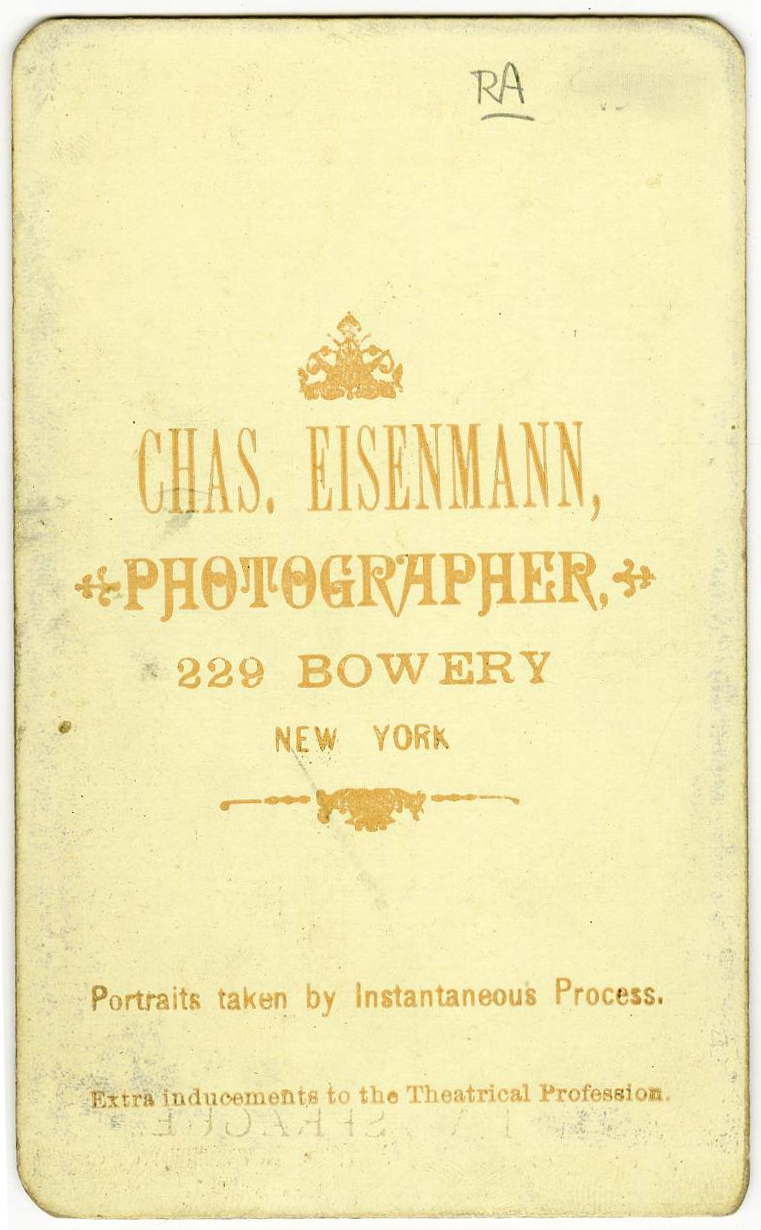 RA
CHAS. EISENMANN,
PHOTOGRAPHER,
229 BOWERY
NEW YORK
Portraits taken by Instantaneous Process.
Extra inducements to the Theatrical Profession.